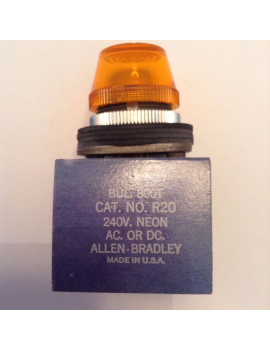 BUL. 800T
CAT. NO. R20
240V. NEON
AC. OR DC.
ALLEN-BRADLEY
MADE IN U.S.A.